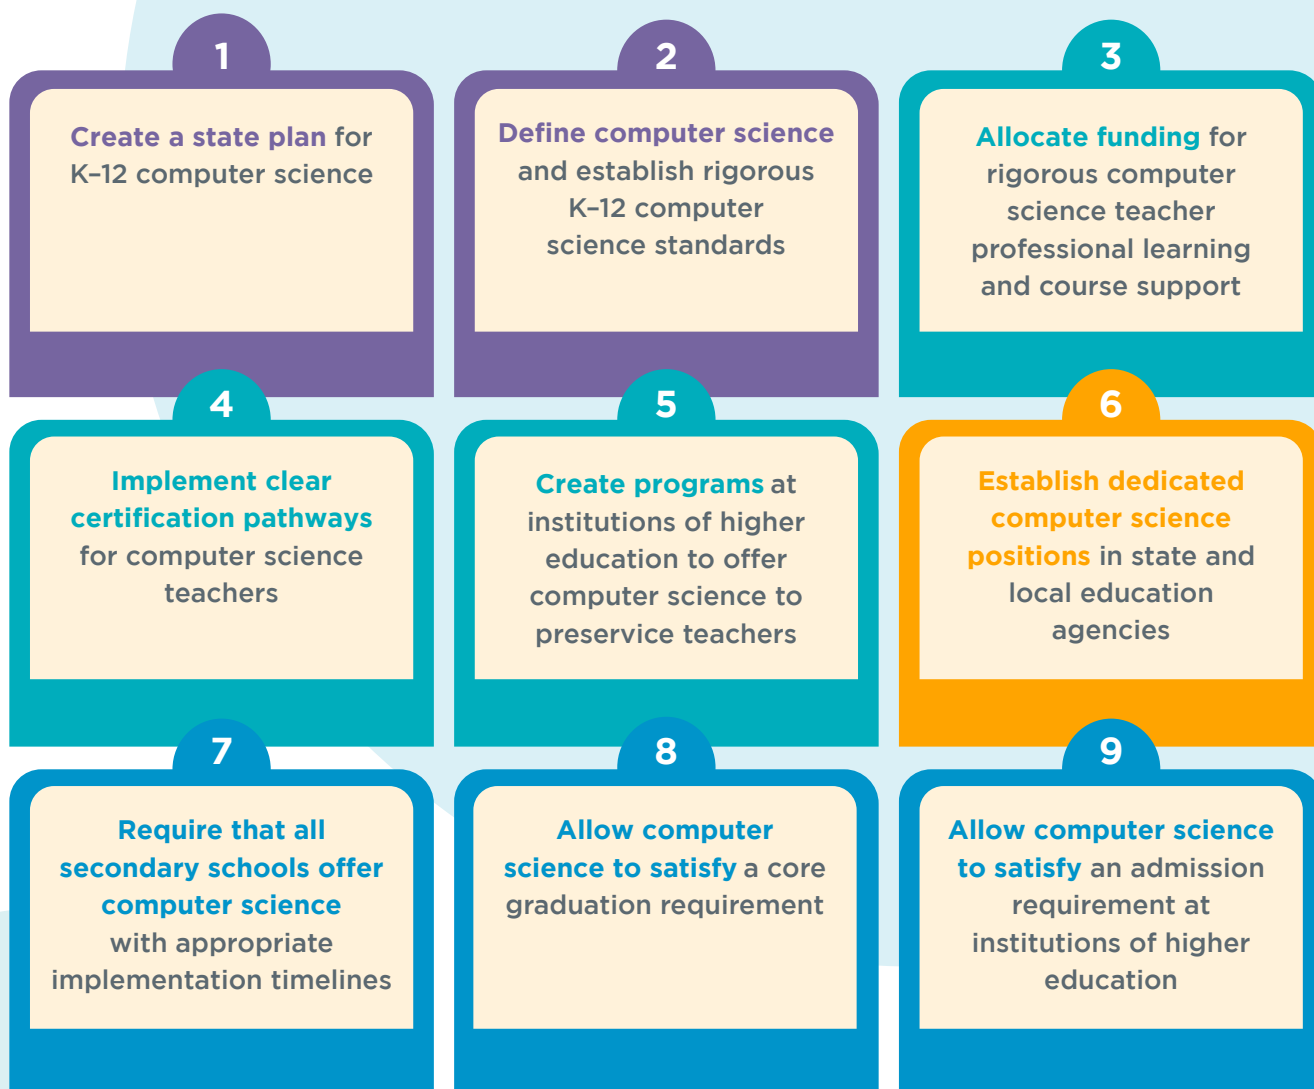 1
Create a state plan for
K–12 computer science
2
Define computer science
and establish rigorous
K–12 computer
science standards
3
Allocate funding for
rigorous computer
science teacher
professional learning
and course support
4
Implement clear
certification pathways
for computer science
teachers
5
Create programs at
institutions of higher
education to offer
computer science to
preservice teachers
6
Establish dedicated
computer science
positions in state and
local education
agencies
7
Require that all
secondary schools offer
computer science
with appropriate
implementation timelines
8
Allow computer
science to satisfy a core
graduation requirement
9
Allow computer science
to satisfy an admission
requirement at
institutions of higher
education